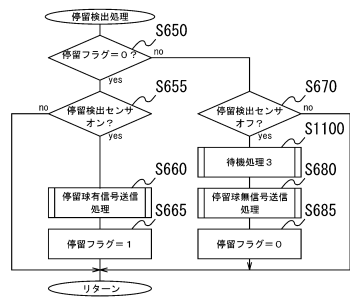 停留検出処理
S650
停留フラグ=0？
no
yes
S655
S670
no
停留検出センサ
オン？
停留検出センサ
オフ？
no
yes
yes
S1100
待機処理3
S660
S680
停留球有信号送信
処理
停留球無信号送信
処理
S665
S685
停留フラグ=1
停留フラグ=0
リターン